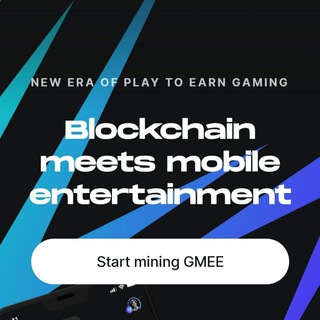 NEW ERA OF PLAY TO EARN GAMING
Blockchain
meets mobile
entertainment
Start mining GMEE